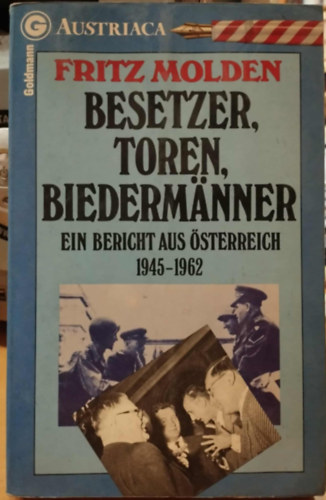 G AUSTRIACA
Goldmann
FRITZ MOLDEN
BESETZER,
TOREN,
BIEDERMÄNNER
EIN BERICHT AUS ÖSTERREICH
1945–1962